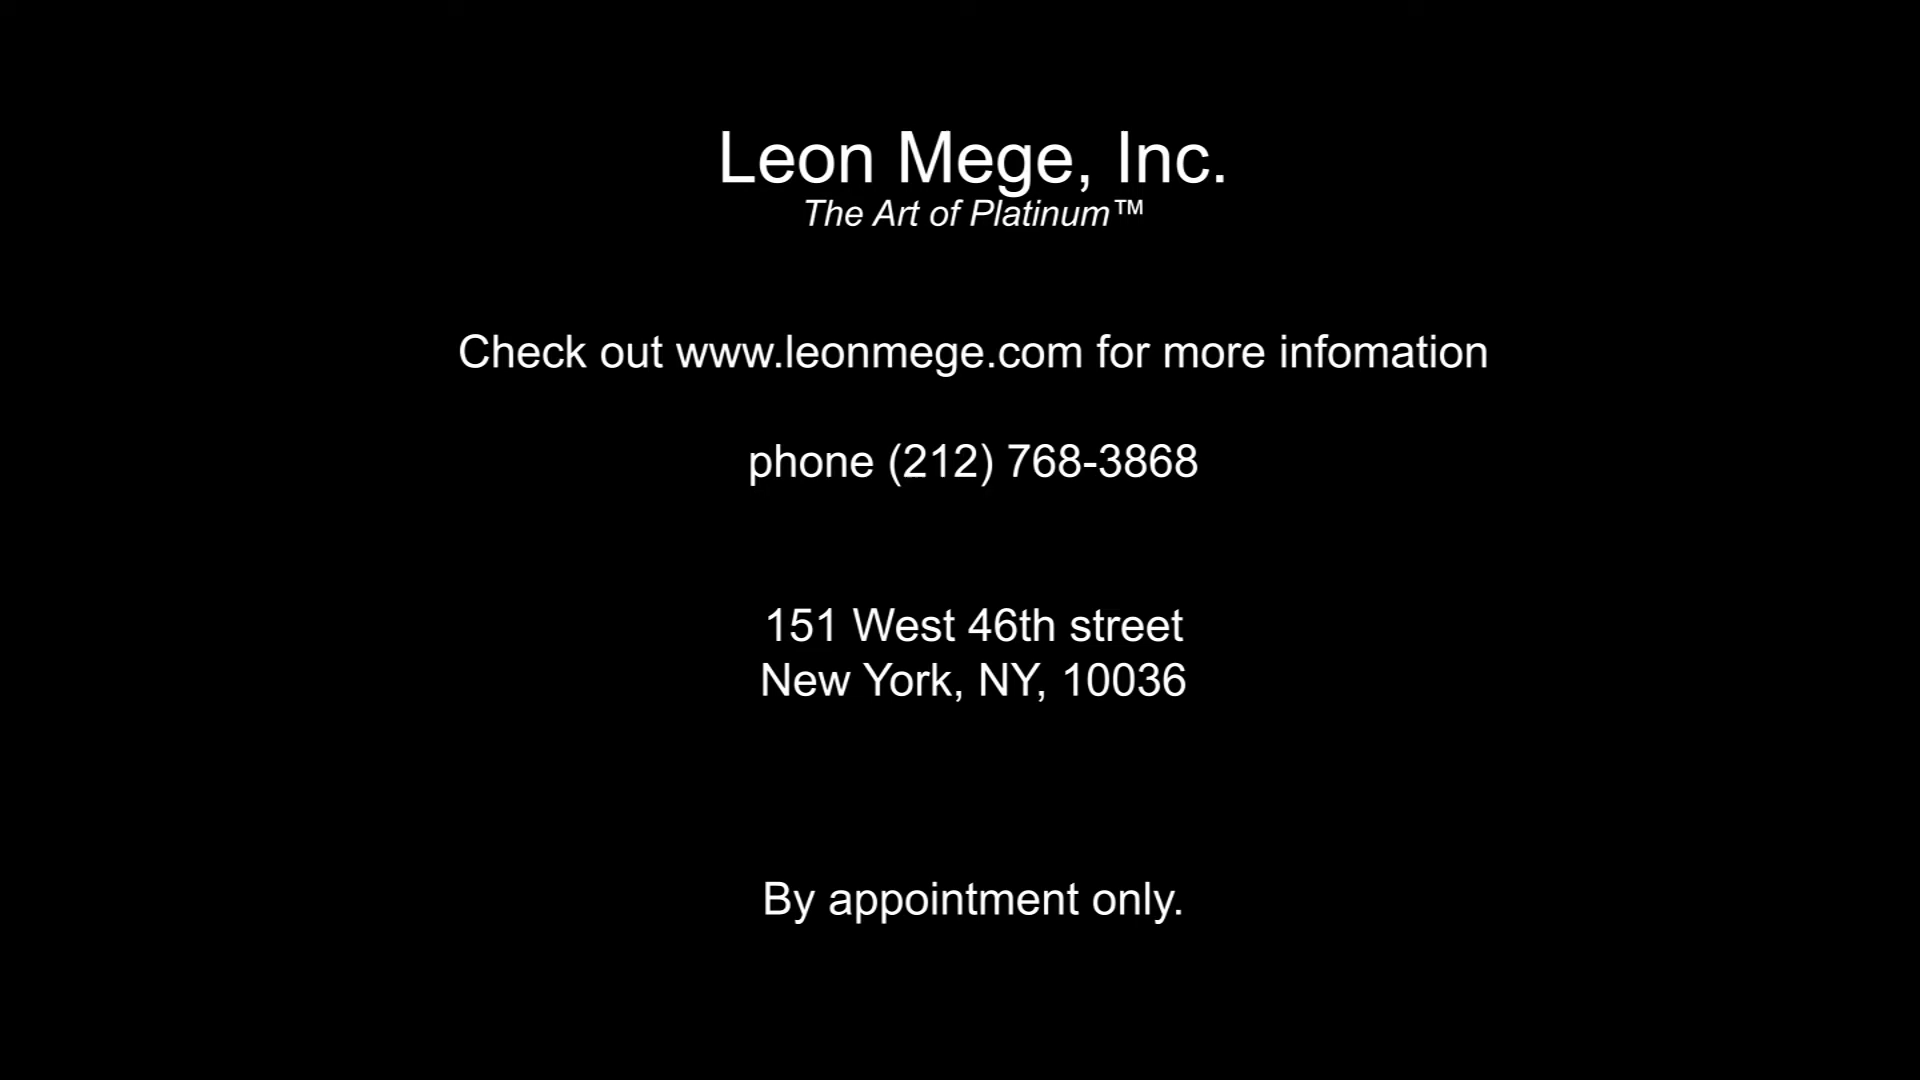 Leon Mege, Inc.
The Art of Platinum™
Check out www.leonmege.com for more infomation
phone (212) 768-3868
151 West 46th street
New York, NY, 10036
By appointment only.